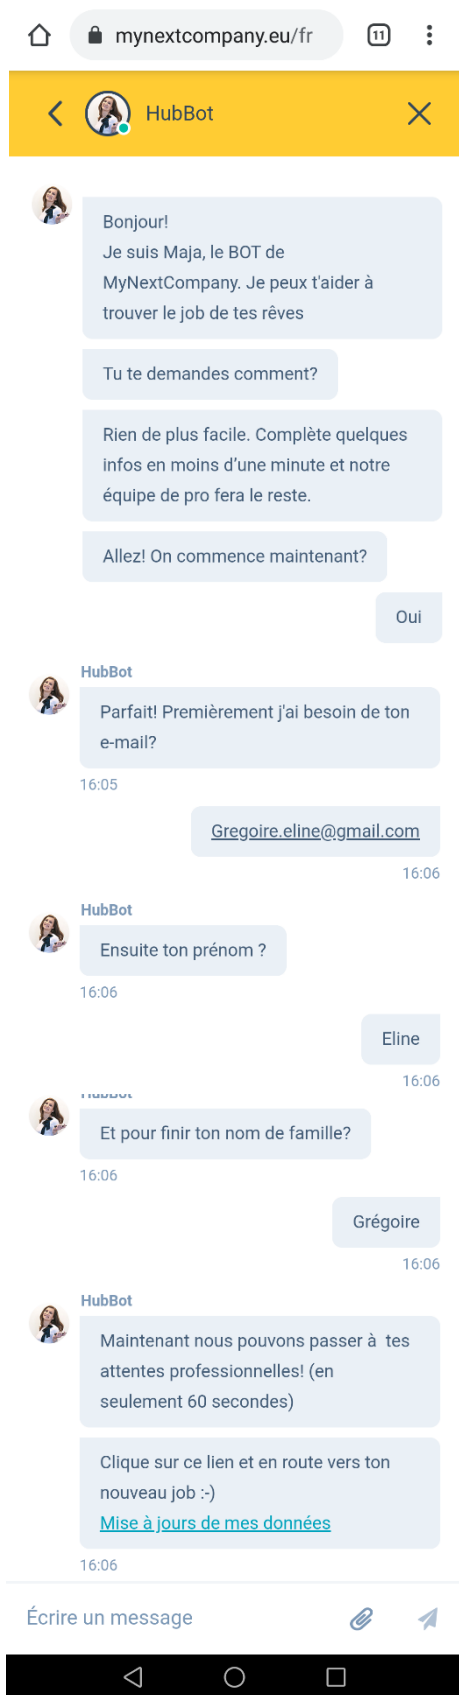 mynextcompany.eu/fr
11
HubBot
Bonjour!
Je suis Maja, le BOT de
MyNextCompany. Je peux t'aider à
trouver le job de tes rêves
Tu te demandes comment?
Rien de plus facile. Complète quelques
infos en moins d’une minute et notre
équipe de pro fera le reste.
Allez! On commence maintenant?
Oui
HubBot
Parfait! Premièrement j'ai besoin de ton
e-mail?
16:05
Gregoire.eline@gmail.com
16:06
HubBot
Ensuite ton prénom ?
16:06
Eline
16:06
HubBot
Et pour finir ton nom de famille?
16:06
Grégoire
16:06
HubBot
Maintenant nous pouvons passer à  tes
attentes professionnelles! (en
seulement 60 secondes)
Clique sur ce lien et en route vers ton
nouveau job :-)
Mise à jours de mes données
16:06
Écrire un message